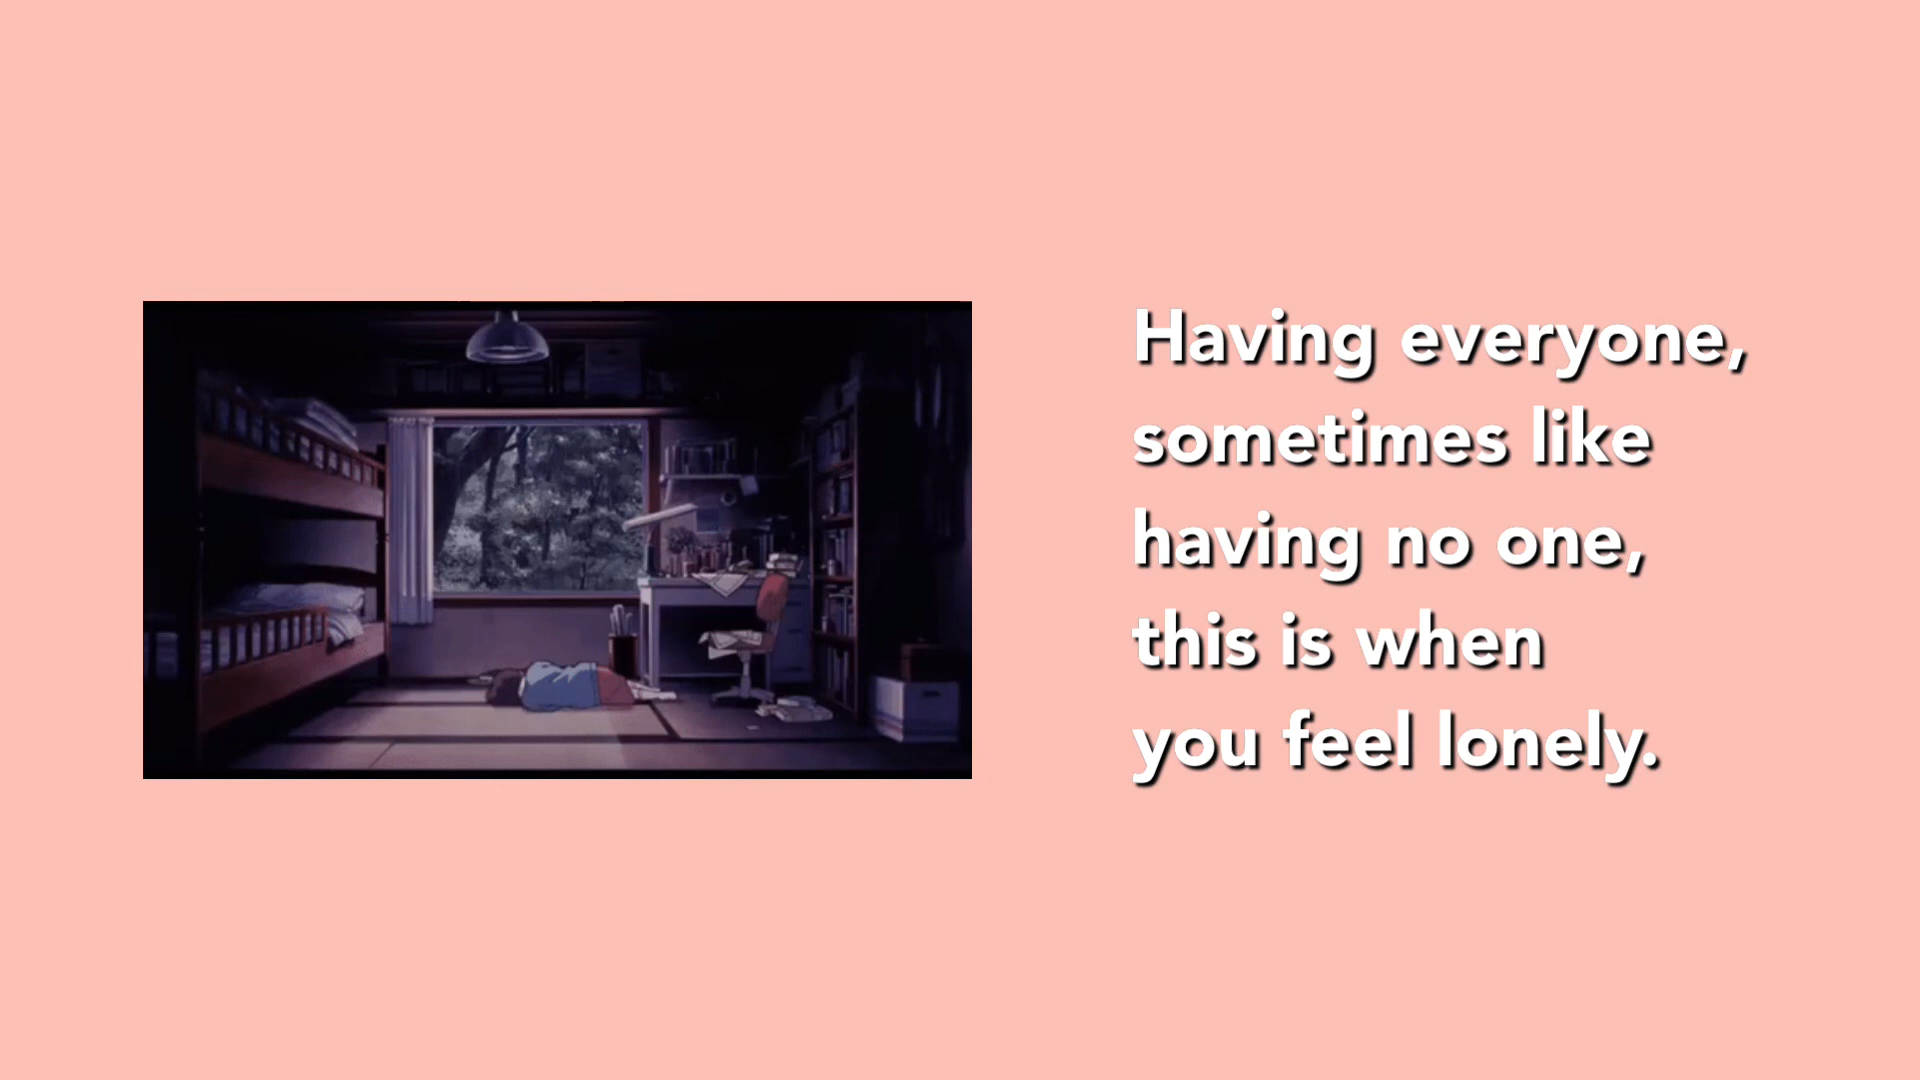 Having everyone,
sometimes like
having no one,
this is when
you feel lonely.